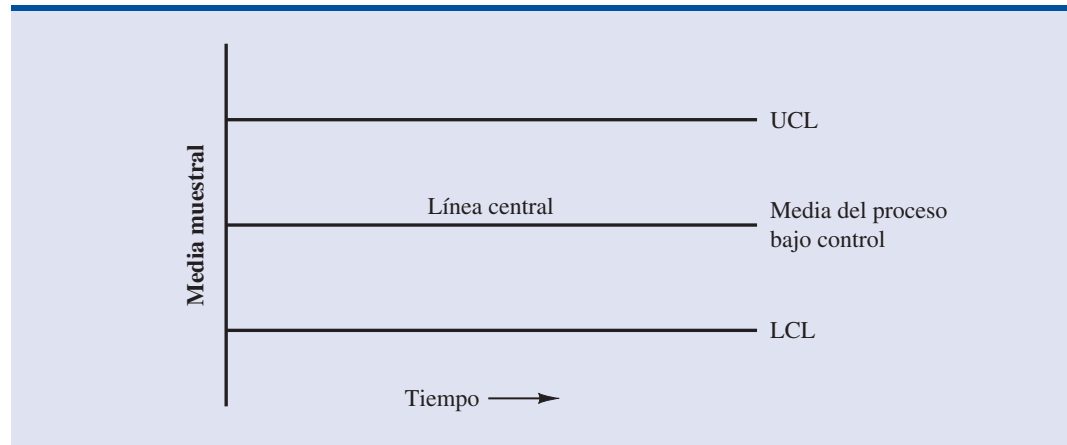 UCL
Línea central
Media del proceso
bajo control
Media muestral
LCL
Tiempo